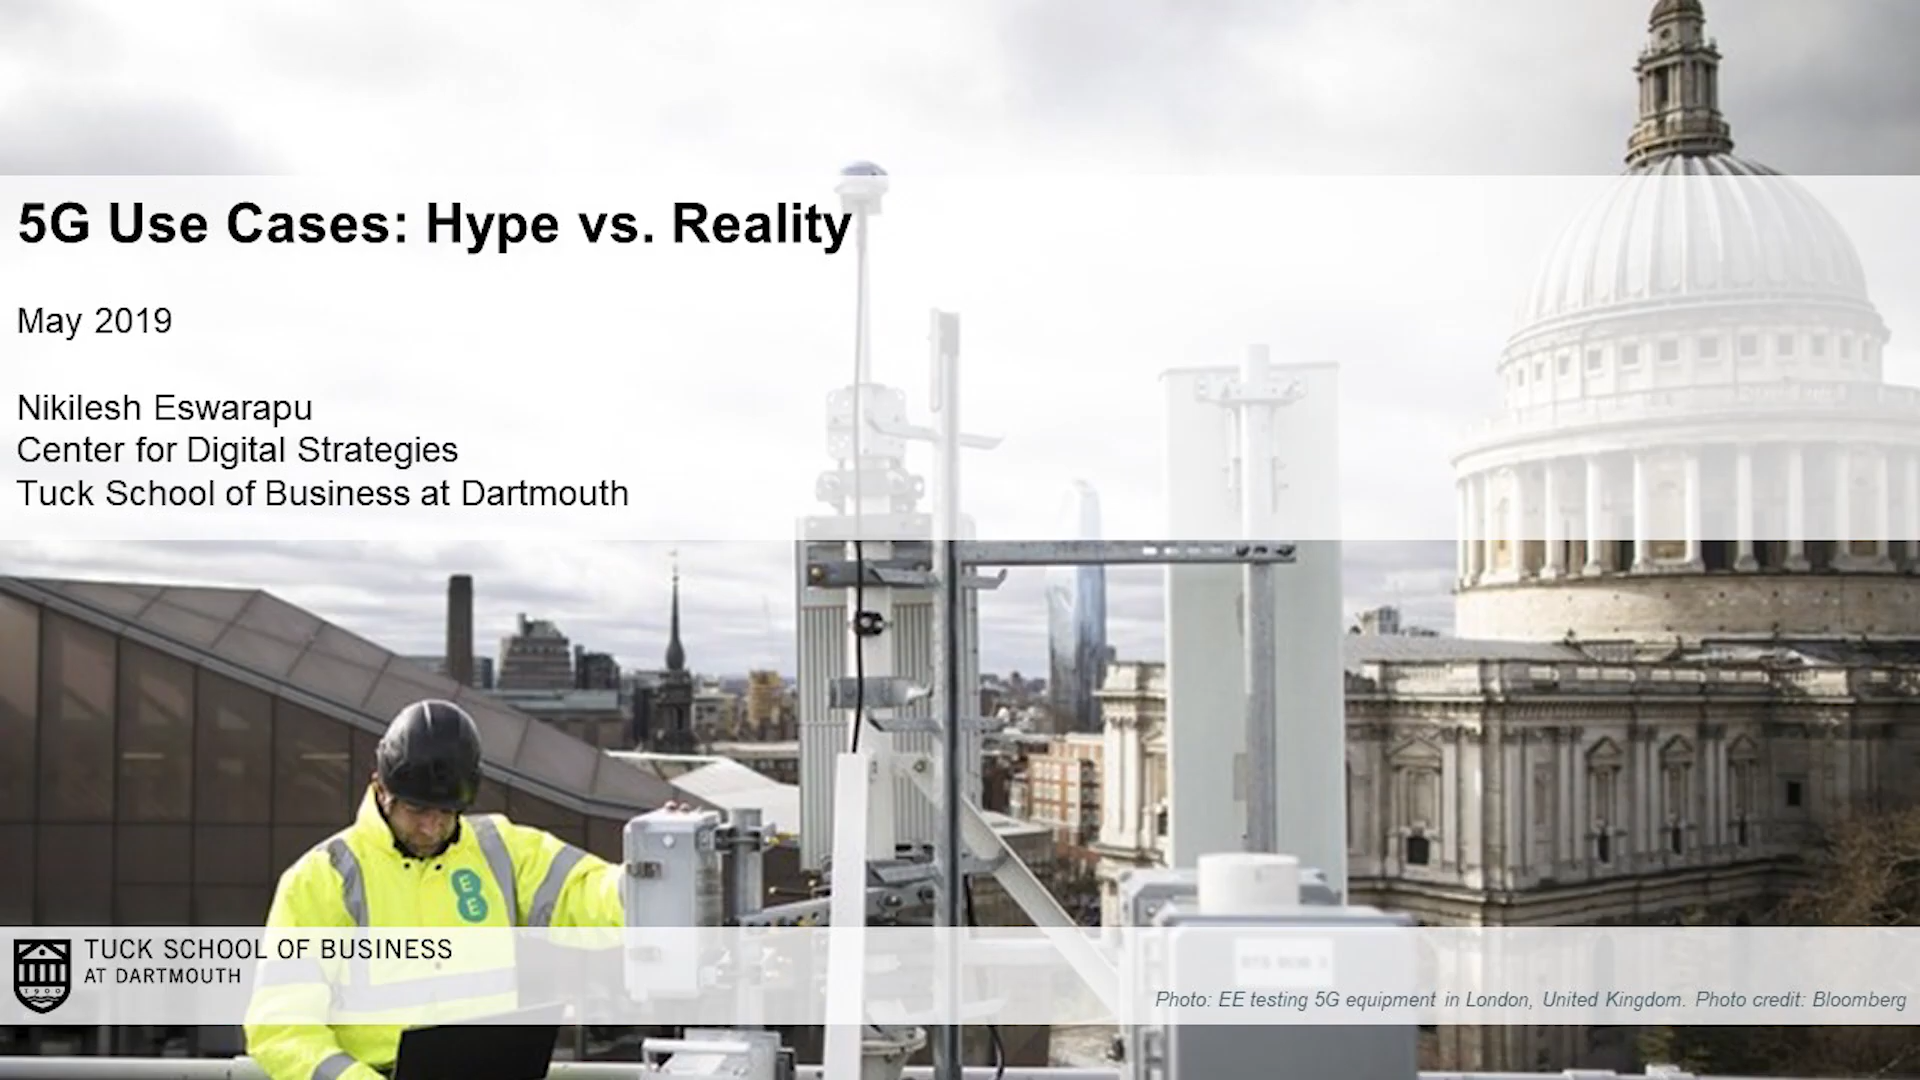 5G Use Cases: Hype vs. Reality
May 2019
Nikilesh Eswarapu
Center for Digital Strategies
Tuck School of Business at Dartmouth
EE
1900
TUCK SCHOOL OF BUSINESS
AT DARTMOUTH
Photo: EE testing 5G equipment in London, United Kingdom. Photo credit: Bloomberg